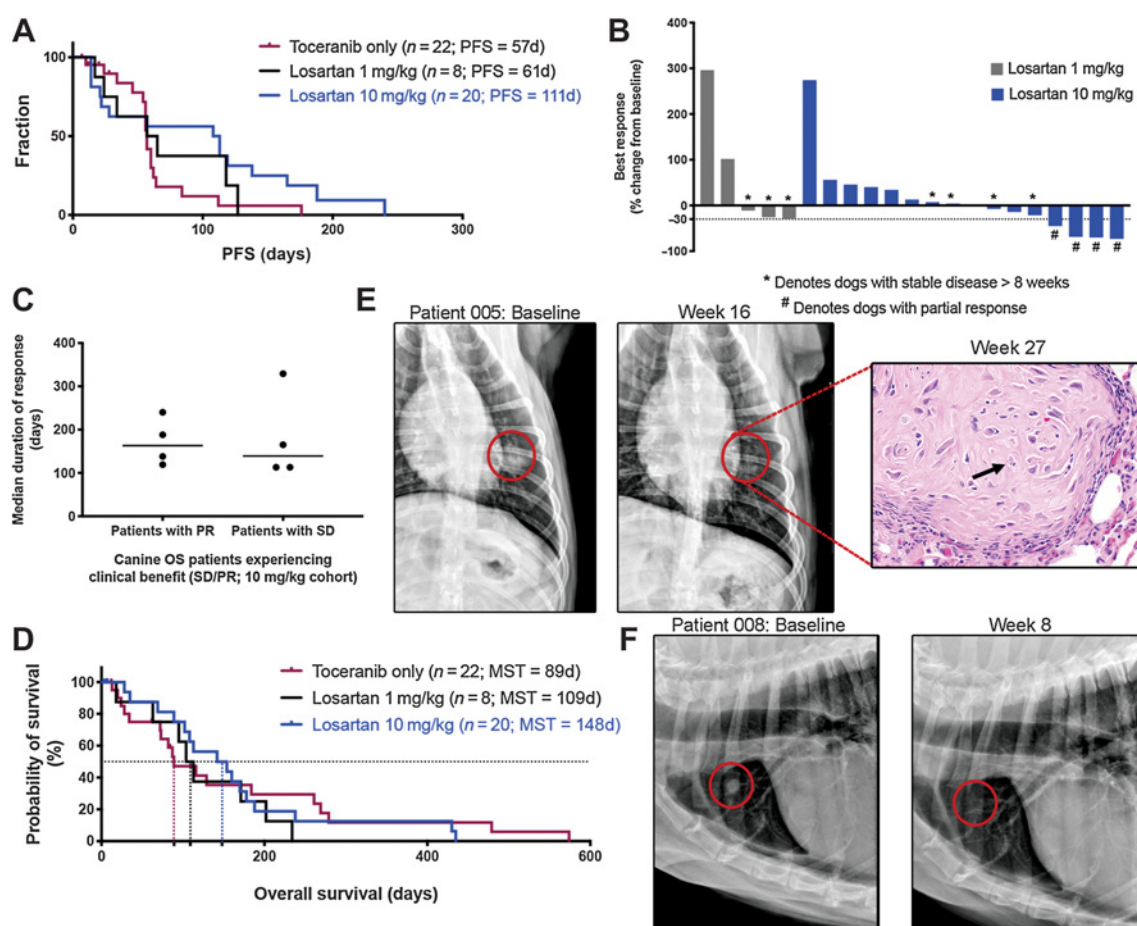 A
Toceranib only (n = 22; PFS = 57d)
Losartan 1 mg/kg (n = 8; PFS = 61d)
Losartan 10 mg/kg (n = 20; PFS = 111d)
100
50
0
0
100
200
300
Fraction
PFS (days)
B
Losartan 1 mg/kg
Losartan 10 mg/kg
400
300
200
100
0
–30
–100
Best response
(% change from baseline)
* * * * * * *
# # # #
* Denotes dogs with stable disease > 8 weeks
# Denotes dogs with partial response
C
400
300
200
100
0
Median duration of response
(days)
Patients with PR
Patients with SD
Canine OS patients experiencing
clinical benefit (SD/PR; 10 mg/kg cohort)
E
Patient 005: Baseline
Week 16
Week 27
D
Toceranib only (n = 22; MST = 89d)
Losartan 1 mg/kg (n = 8; MST = 109d)
Losartan 10 mg/kg (n = 20; MST = 148d)
100
80
60
40
20
0
0
200
400
600
Probability of survival
(%)
Overall survival (days)
F
Patient 008: Baseline
Week 8